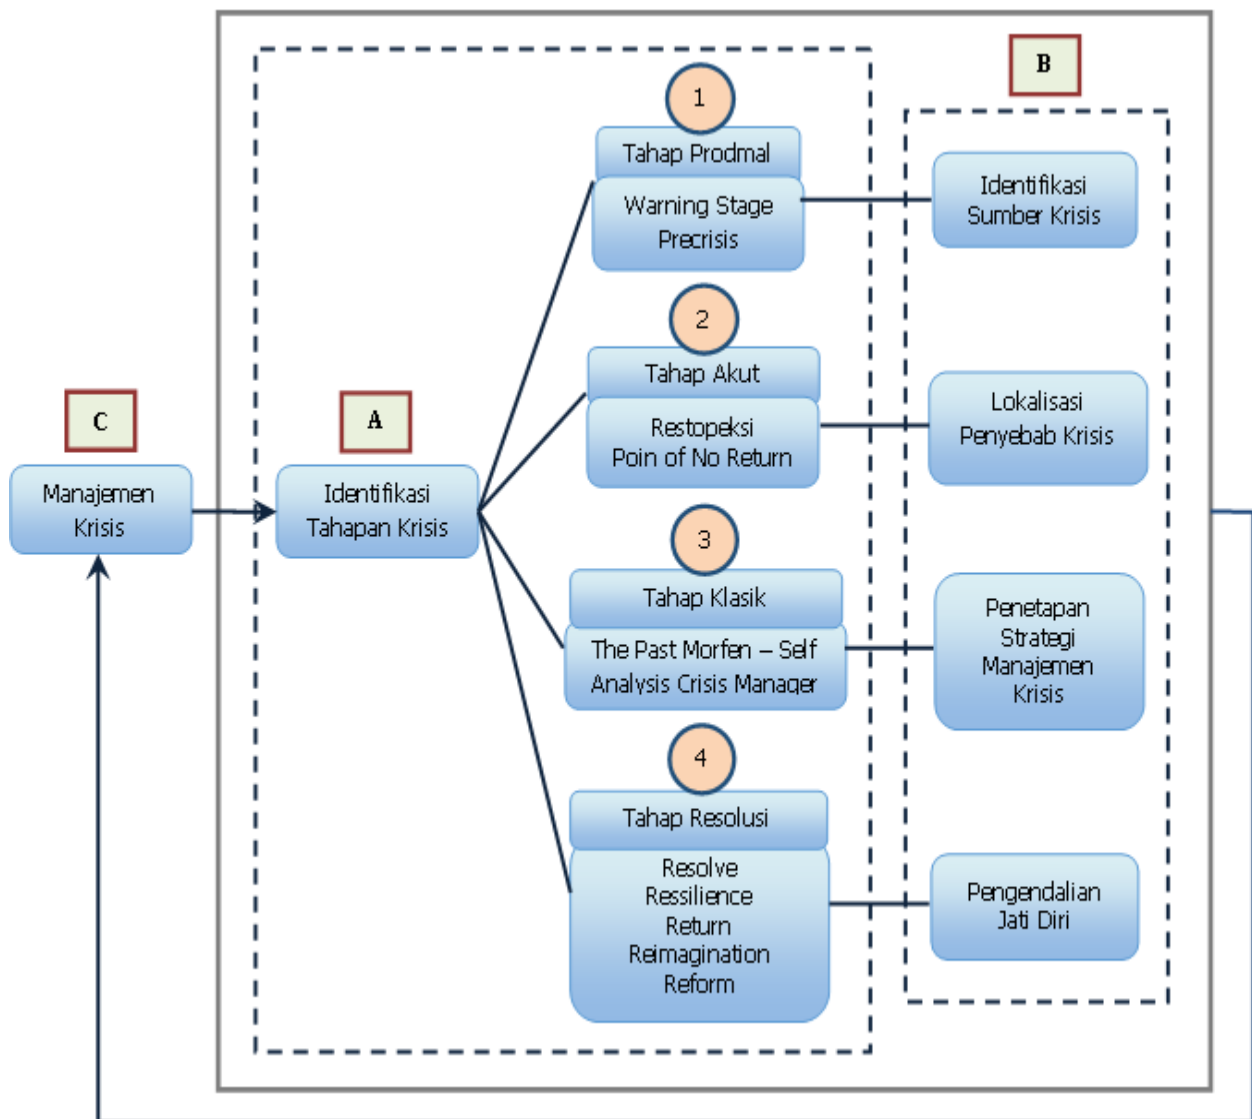 B
1
Tahap Prodmal
Warning Stage
Precrisis
Identifikasi
Sumber Krisis
2
Tahap Akut
Restopeksi
Poin of No Return
Lokalisasi
Penyebab Krisis
C
A
Manajemen
Krisis
Identifikasi
Tahapan Krisis
3
Tahap Klasik
The Past Morfen – Self
Analysis Crisis Manager
Penetapan
Strategi
Manajemen
Krisis
4
Tahap Resolusi
Resolve
Ressilience
Return
Reimagination
Reform
Pengendalian
Jati Diri